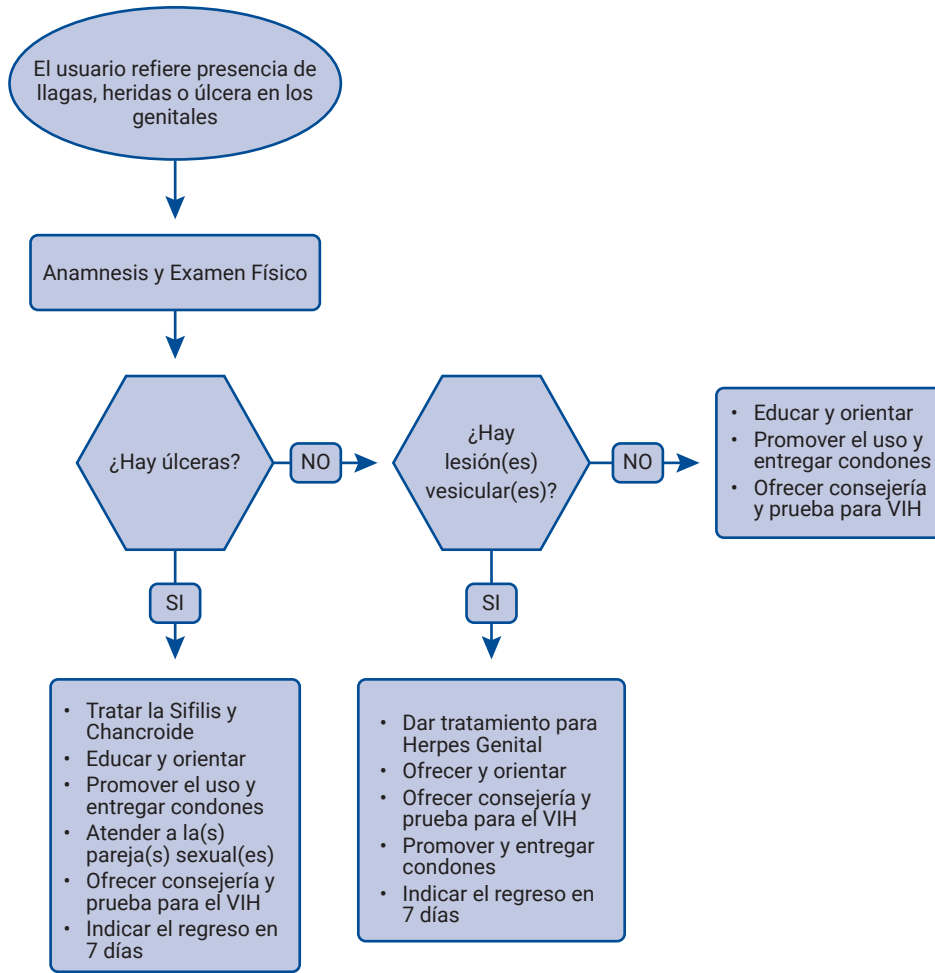 El usuario refiere presencia de
llagas, heridas o úlcera en los
genitales
Anamnesis y Examen Físico
¿Hay úlceras?
NO
¿Hay
lesión(es)
vesicular(es)?
NO
• Educar y orientar
• Promover el uso y
entregar condones
• Ofrecer consejería
y prueba para VIH
SI
SI
• Tratar la Sifilis y
Chancroide
• Educar y orientar
• Promover el uso y
entregar condones
• Atender a la(s)
pareja(s) sexual(es)
• Ofrecer consejería y
prueba para el VIH
• Indicar el regreso en
7 días
• Dar tratamiento para
Herpes Genital
• Ofrecer y orientar
• Ofrecer consejería y
prueba para el VIH
• Promover y entregar
condones
• Indicar el regreso en
7 días